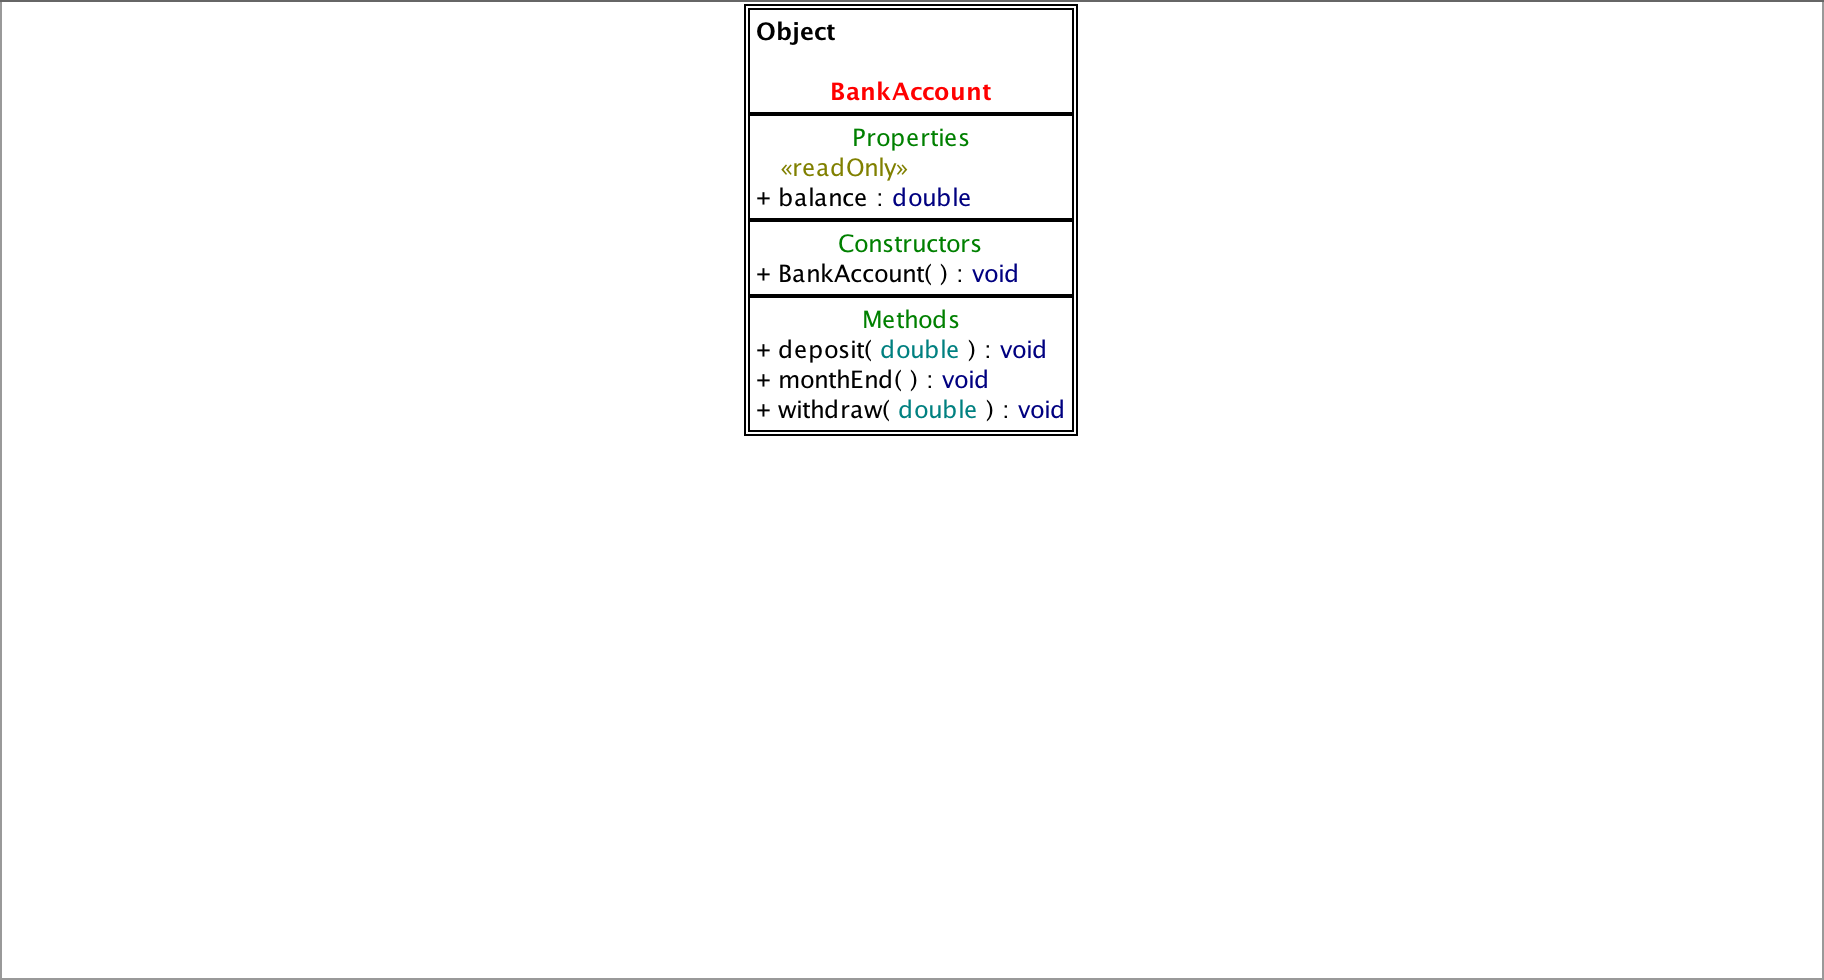 Object
BankAccount
Properties
«readOnly»
+ balance : double
Constructors
+ BankAccount( ) : void
Methods
+ deposit( double ) : void
+ monthEnd( ) : void
+ withdraw( double ) : void